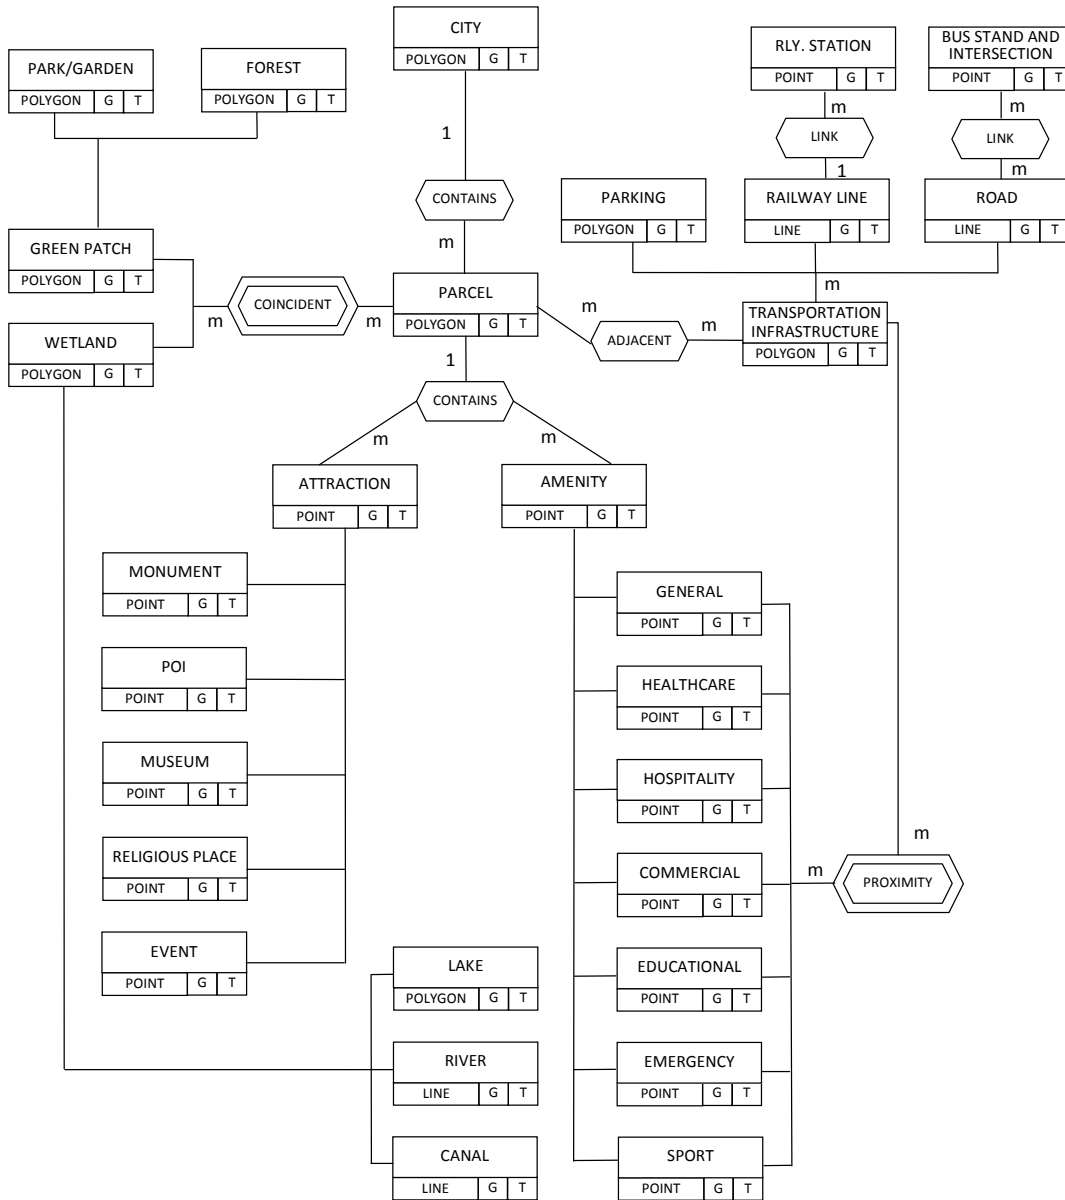 CITY
POLYGON G T
RLY. STATION
POINT G T
BUS STAND AND
INTERSECTION
POINT G T
PARK/GARDEN
POLYGON G T
FOREST
POLYGON G T
m
m
1
LINK
LINK
1
m
CONTAINS
PARKING
POLYGON G T
RAILWAY LINE
LINE G T
ROAD
LINE G T
m
GREEN PATCH
POLYGON G T
m
COINCIDENT
m
m
PARCEL
POLYGON G T
m
ADJACENT
m
TRANSPORTATION
INFRASTRUCTURE
POLYGON G T
WETLAND
POLYGON G T
1
CONTAINS
m
m
ATTRACTION
POINT G T
AMENITY
POINT G T
MONUMENT
POINT G T
GENERAL
POINT G T
POI
POINT G T
HEALTHCARE
POINT G T
MUSEUM
POINT G T
HOSPITALITY
POINT G T
RELIGIOUS PLACE
POINT G T
COMMERCIAL
POINT G T
m
m
PROXIMITY
EVENT
POINT G T
LAKE
POLYGON G T
EDUCATIONAL
POINT G T
RIVER
LINE G T
EMERGENCY
POINT G T
CANAL
LINE G T
SPORT
POINT G T